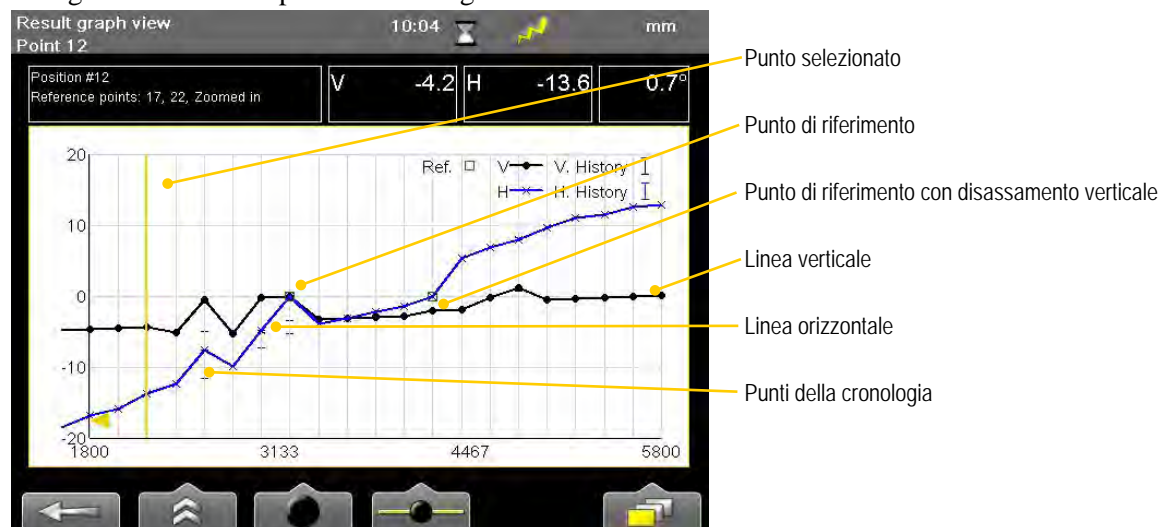 Result graph view
Point 12
10:04
mm
Position #12
Reference points: 17, 22, Zoomed in
V -4.2
H -13.6
0.7°
Ref. V V. History
H H. History
20
10
0
-10
-20
1800 3133 4467 5800
Punto selezionato
Punto di riferimento
Punto di riferimento con disassamento verticale
Linea verticale
Linea orizzontale
Punti della cronologia